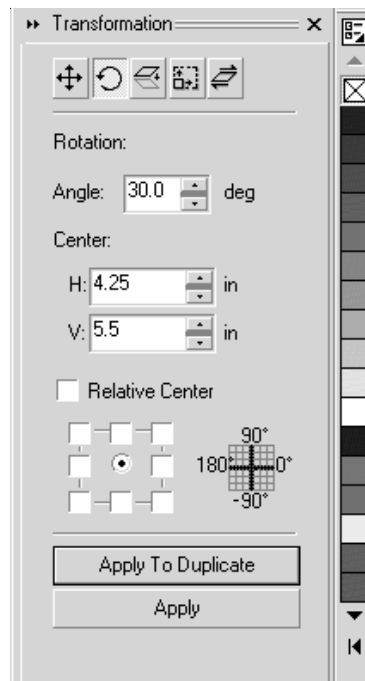 Transformation
Rotation:
Angle: 30.0 deg
Center:
H: 4.25 in
V: 5.5 in
Relative Center
90°
180° 0°
-90°
Apply To Duplicate
Apply